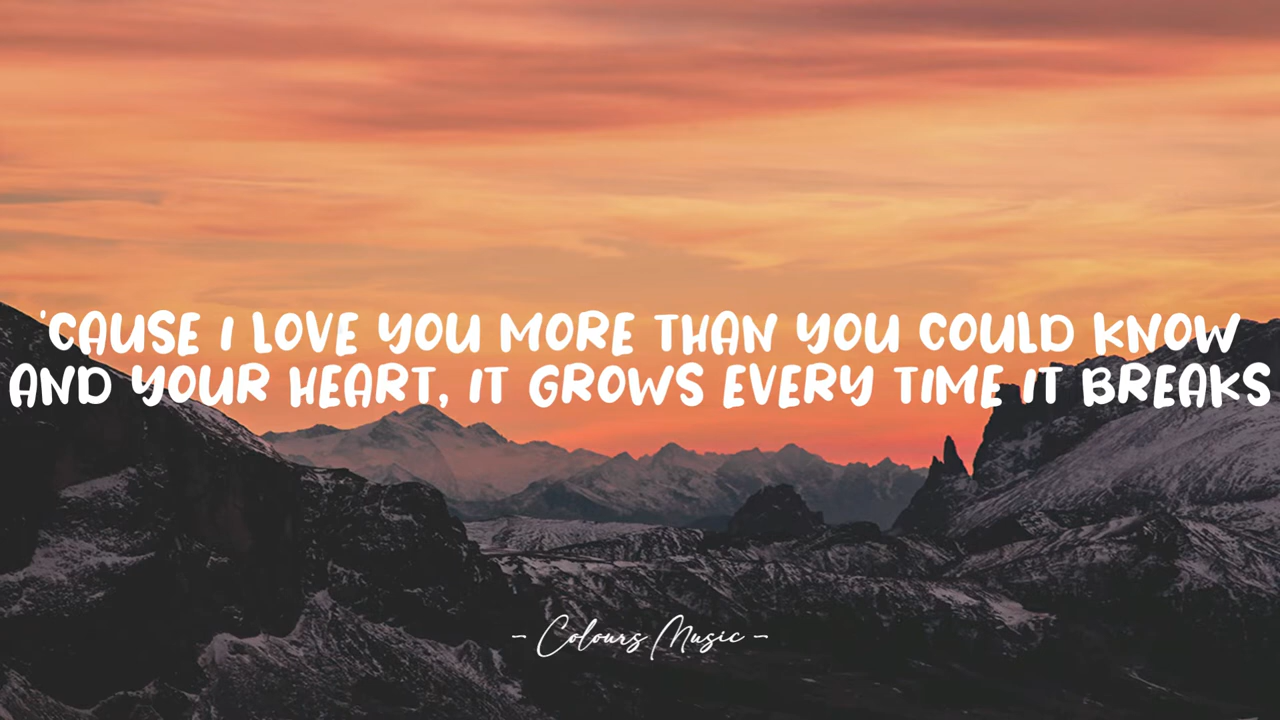 'CAUSE I LOVE YOU MORE THAN YOU COULD KNOW
AND YOUR HEART, IT GROWS EVERY TIME IT BREAKS
- Colours Music -